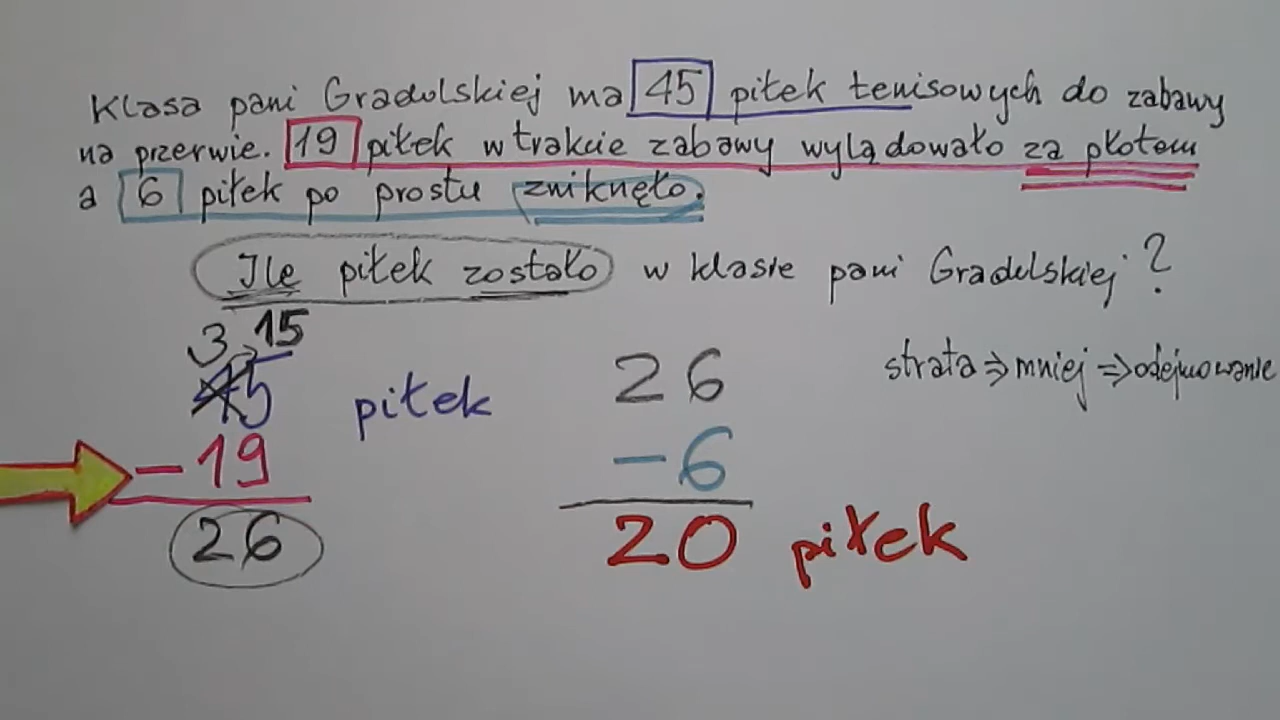 Klasa pani Gradolskiej ma 45 piłek tenisowych do zabawy
na przerwie. 19 piłek w trakcie zabawy wylądowało za płotem
a 6 piłek po prostu zniknęło.
Ile piłek zostało w klasie pani Gradolskiej?
3 15
45 piłek
- 19
26
26
- 6
20 piłek
strata => mniej => odejmowanie